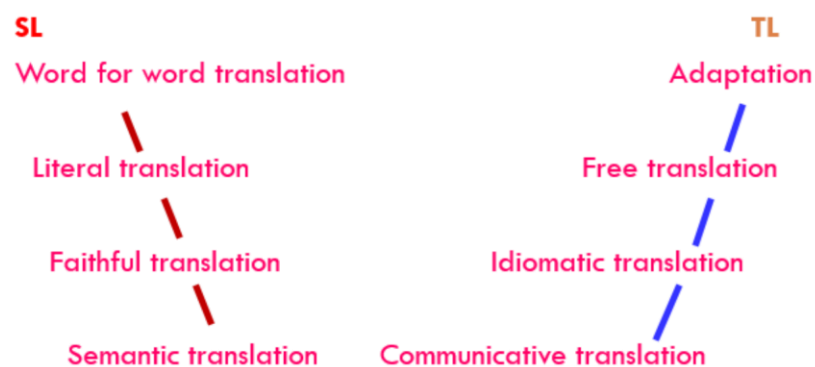 SL TL
Word for word translation Adaptation
Literal translation Free translation
Faithful translation Idiomatic translation
Semantic translation Communicative translation